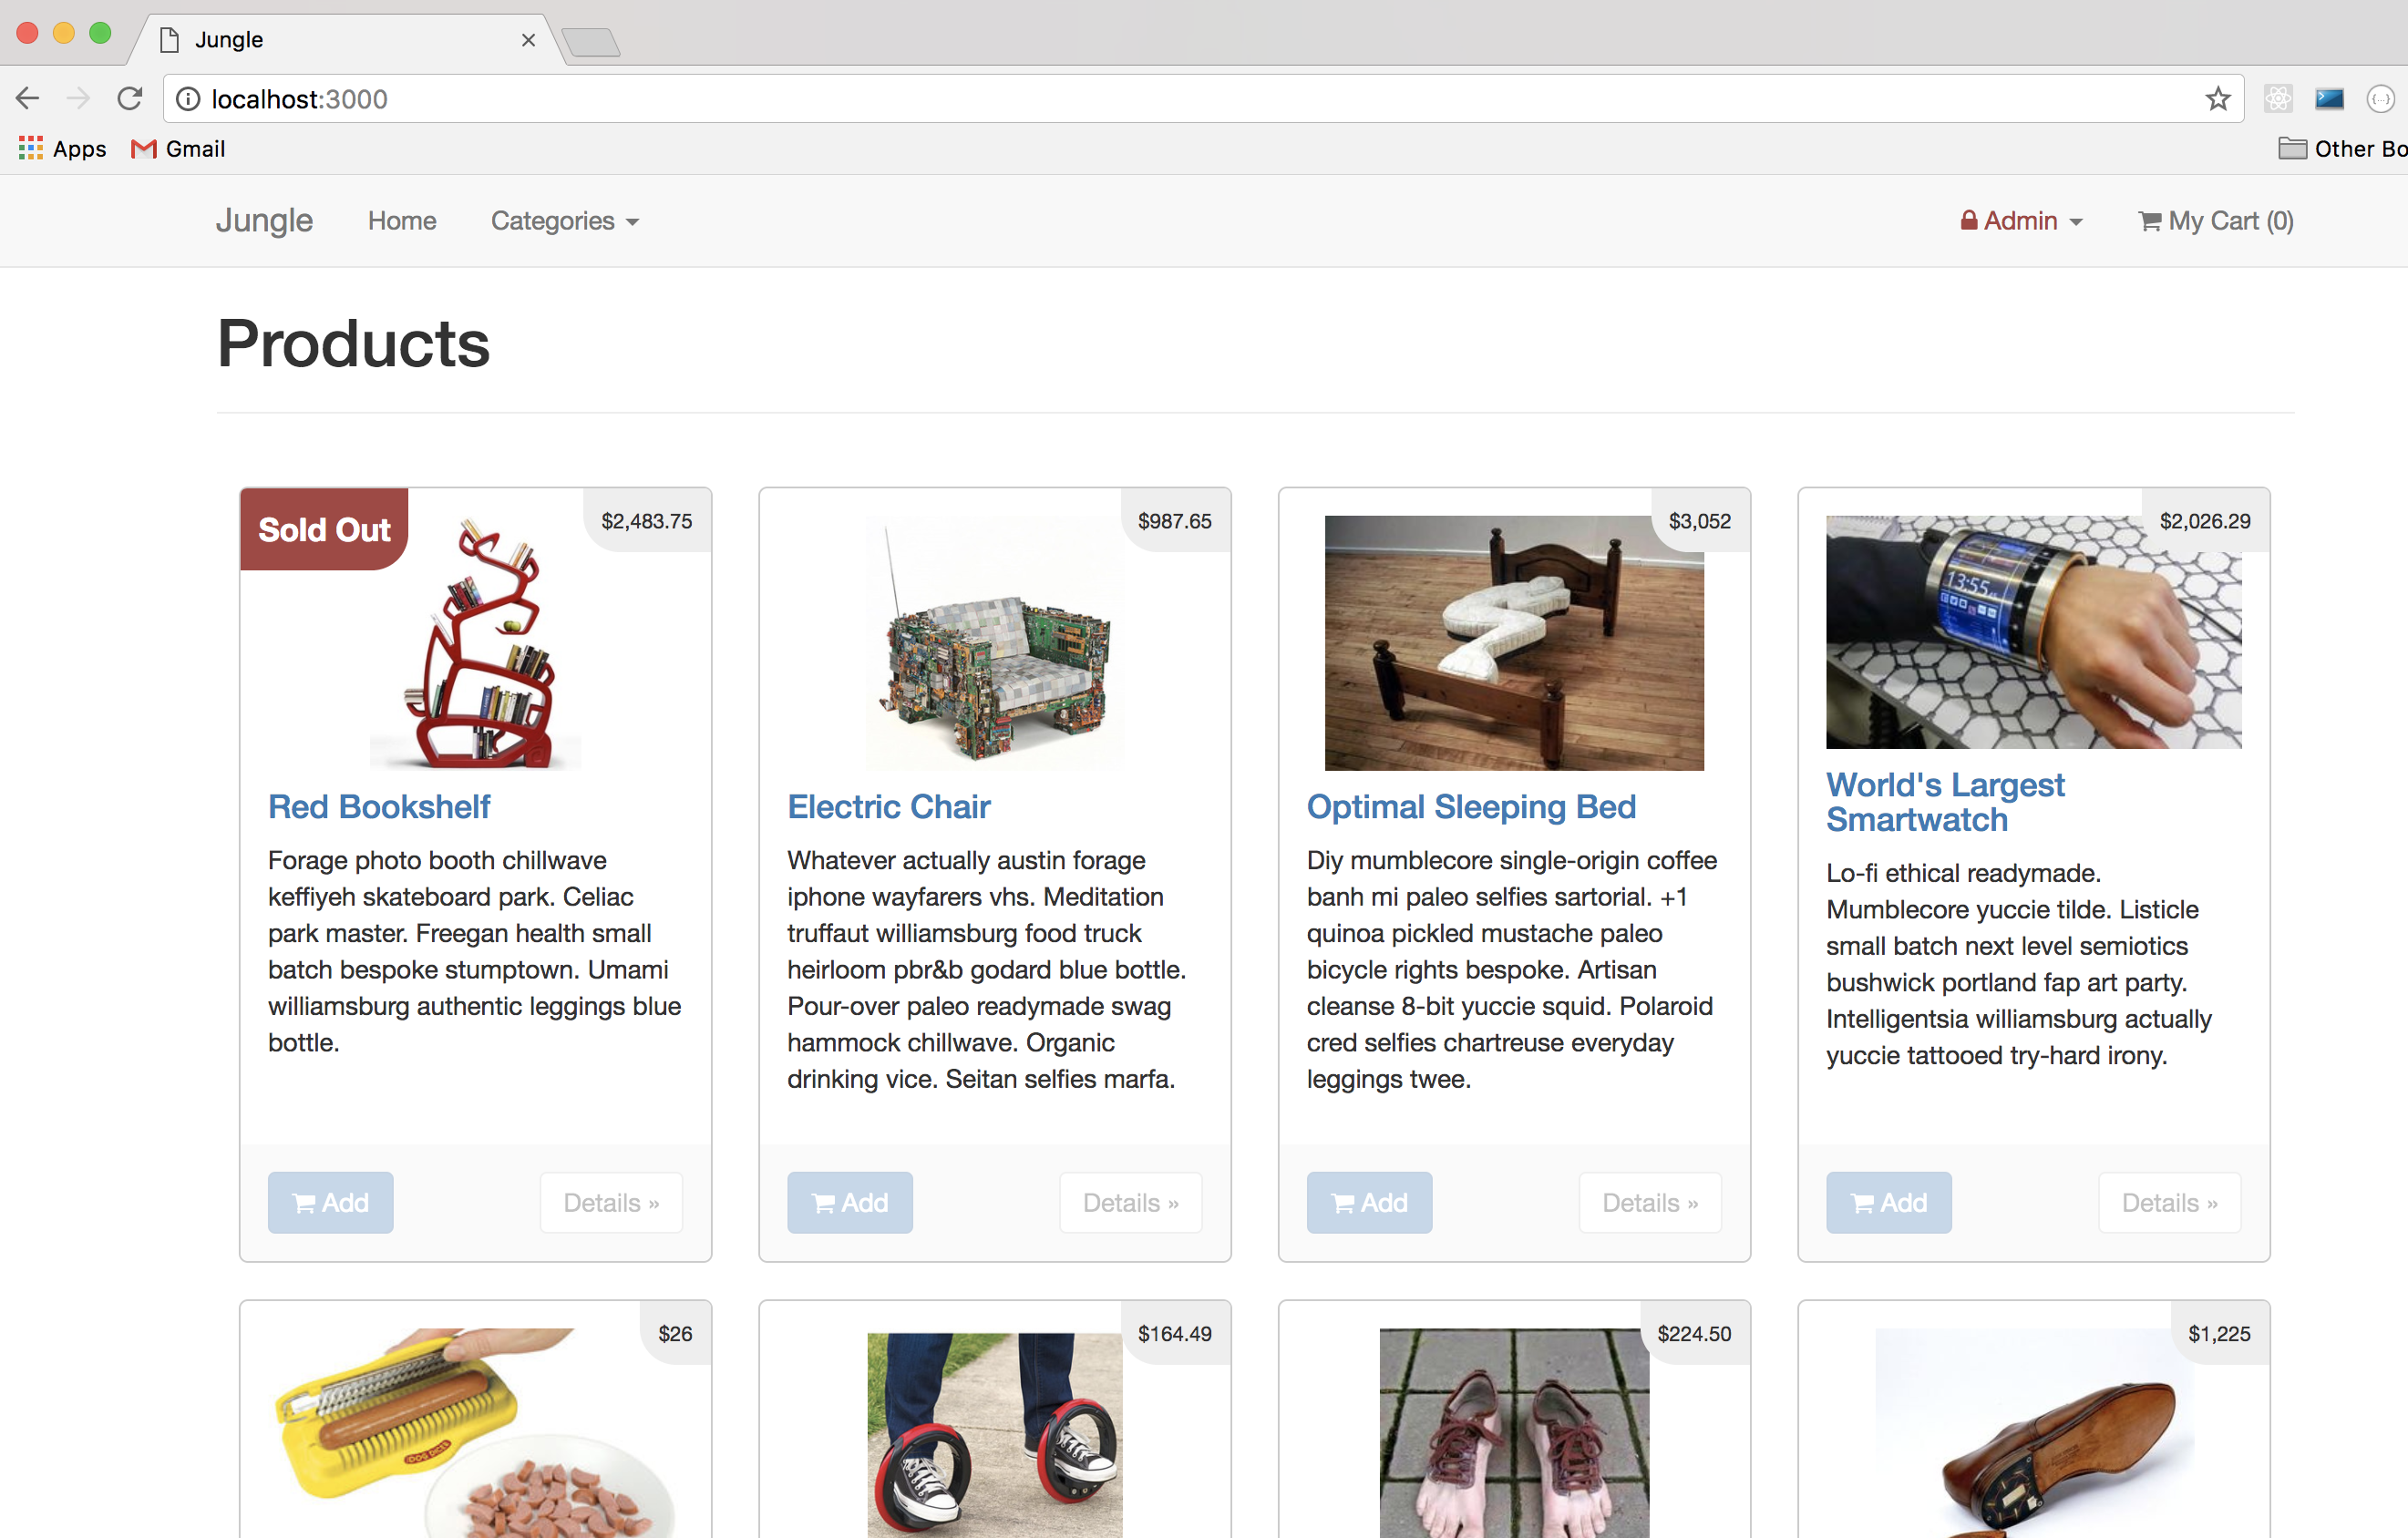 Jungle
localhost:3000
Apps
Gmail
Other Bo
Jungle
Home
Categories
Admin
My Cart (0)
Products
Sold Out
$2,483.75
Red Bookshelf
Forage photo booth chillwave
keffiyeh skateboard park. Celiac
park master. Freegan health small
batch bespoke stumptown. Umami
williamsburg authentic leggings blue
bottle.
Add
Details »
$987.65
Electric Chair
Whatever actually austin forage
iphone wayfarers vhs. Meditation
truffaut williamsburg food truck
heirloom pbr&b godard blue bottle.
Pour-over paleo readymade swag
hammock chillwave. Organic
drinking vice. Seitan selfies marfa.
Add
Details »
$3,052
Optimal Sleeping Bed
Diy mumblecore single-origin coffee
banh mi paleo selfies sartorial. +1
quinoa pickled mustache paleo
bicycle rights bespoke. Artisan
cleanse 8-bit yuccie squid. Polaroid
cred selfies chartreuse everyday
leggings twee.
Add
Details »
$2,026.29
13:55
World's Largest
Smartwatch
Lo-fi ethical readymade.
Mumblecore yuccie tilde. Listicle
small batch next level semiotics
bushwick portland fap art party.
Intelligentsia williamsburg actually
yuccie tattooed try-hard irony.
Add
Details »
$26
$164.49
$224.50
$1,225